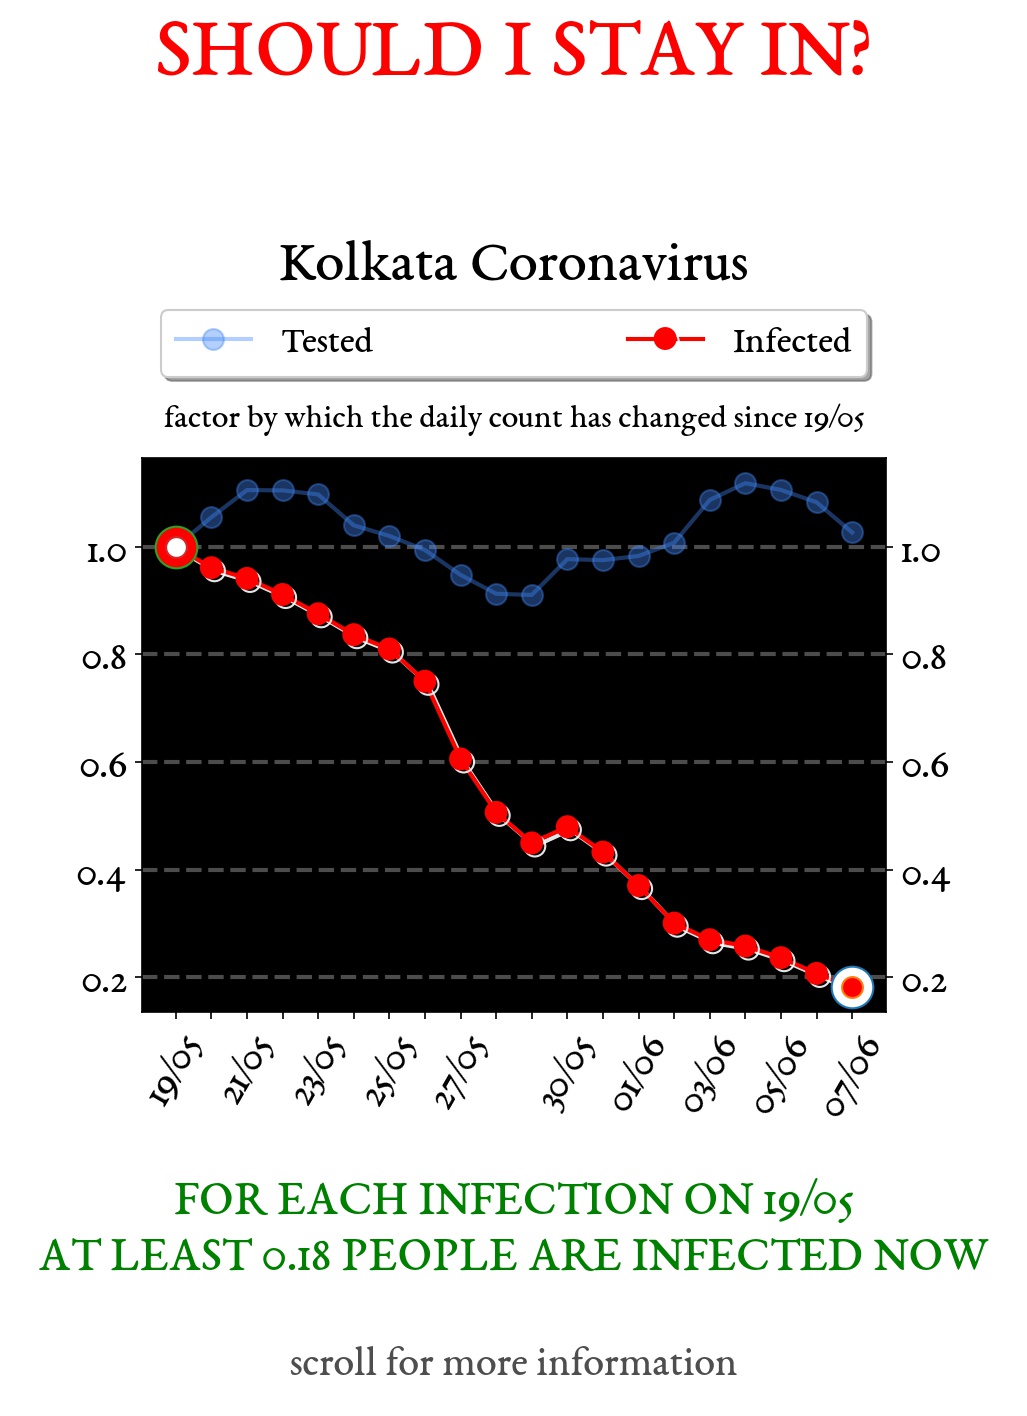 SHOULD I STAY IN?
Kolkata Coronavirus
Tested Infected
factor by which the daily count has changed since 19/05
1.0 1.0
0.8 0.8
0.6 0.6
0.4 0.4
0.2 0.2
19/05 21/05 23/05 25/05 27/05 30/05 01/06 03/06 05/06 07/06
FOR EACH INFECTION ON 19/05
AT LEAST 0.18 PEOPLE ARE INFECTED NOW
scroll for more information